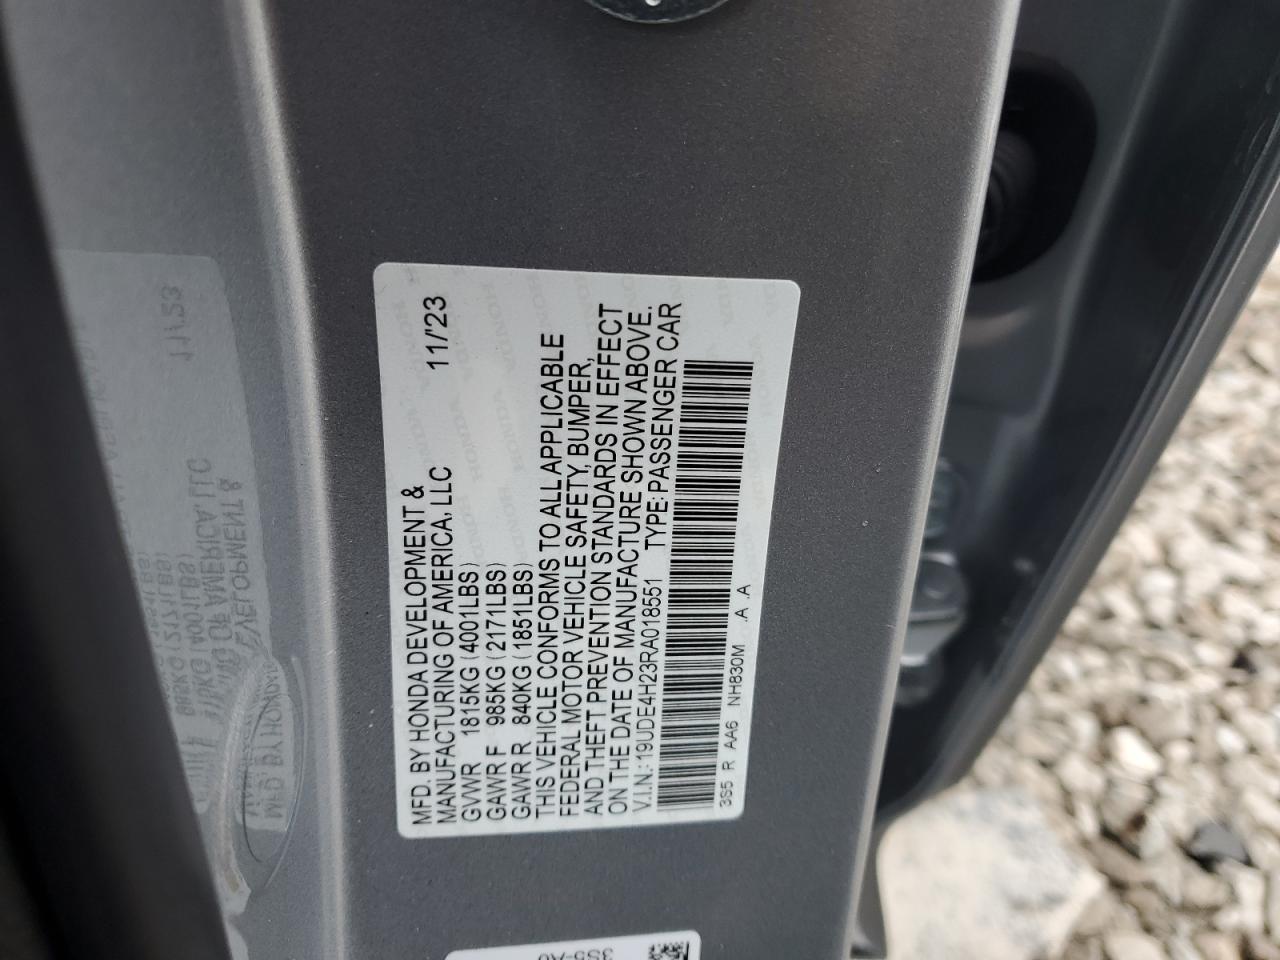 MFD. BY HONDA DEVELOPMENT &
MANUFACTURING OF AMERICA, LLC 11/'23
GVWR 1815KG (4001LBS)
GAWR F 985KG (2171LBS)
GAWR R 840KG (1851LBS)
THIS VEHICLE CONFORMS TO ALL APPLICABLE
FEDERAL MOTOR VEHICLE SAFETY, BUMPER,
AND THEFT PREVENTION STANDARDS IN EFFECT
ON THE DATE OF MANUFACTURE SHOWN ABOVE.
V.I.N.: 19UDE4H23RA018551 TYPE: PASSENGER CAR
3S5 R AA6 NH830M .A .A